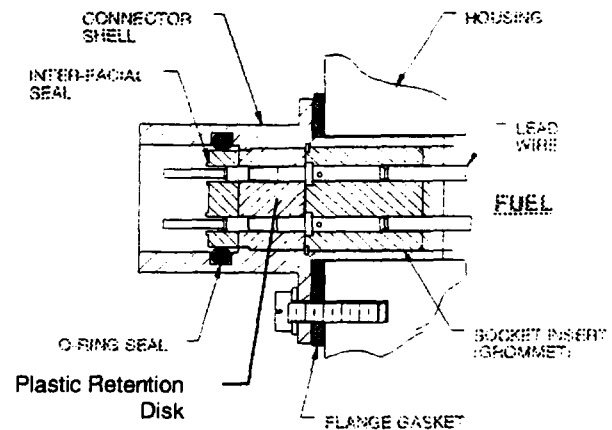 CONNECTOR
SHELL
HOUSING
INTER-FACIAL
SEAL
LEAD
WIRE
FUEL
O-RING SEAL
SOCKET INSERT
(GROMMET)
Plastic Retention
Disk
FLANGE GASKET